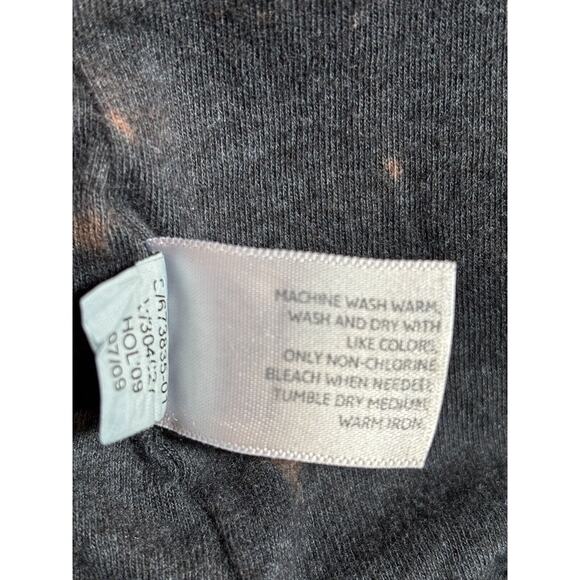 MACHINE WASH WARM,
WASH AND DRY WITH
LIKE COLORS.
ONLY NON-CHLORINE
BLEACH WHEN NEEDED.
TUMBLE DRY MEDIUM.
WARM IRON.
HOL'09
07/09